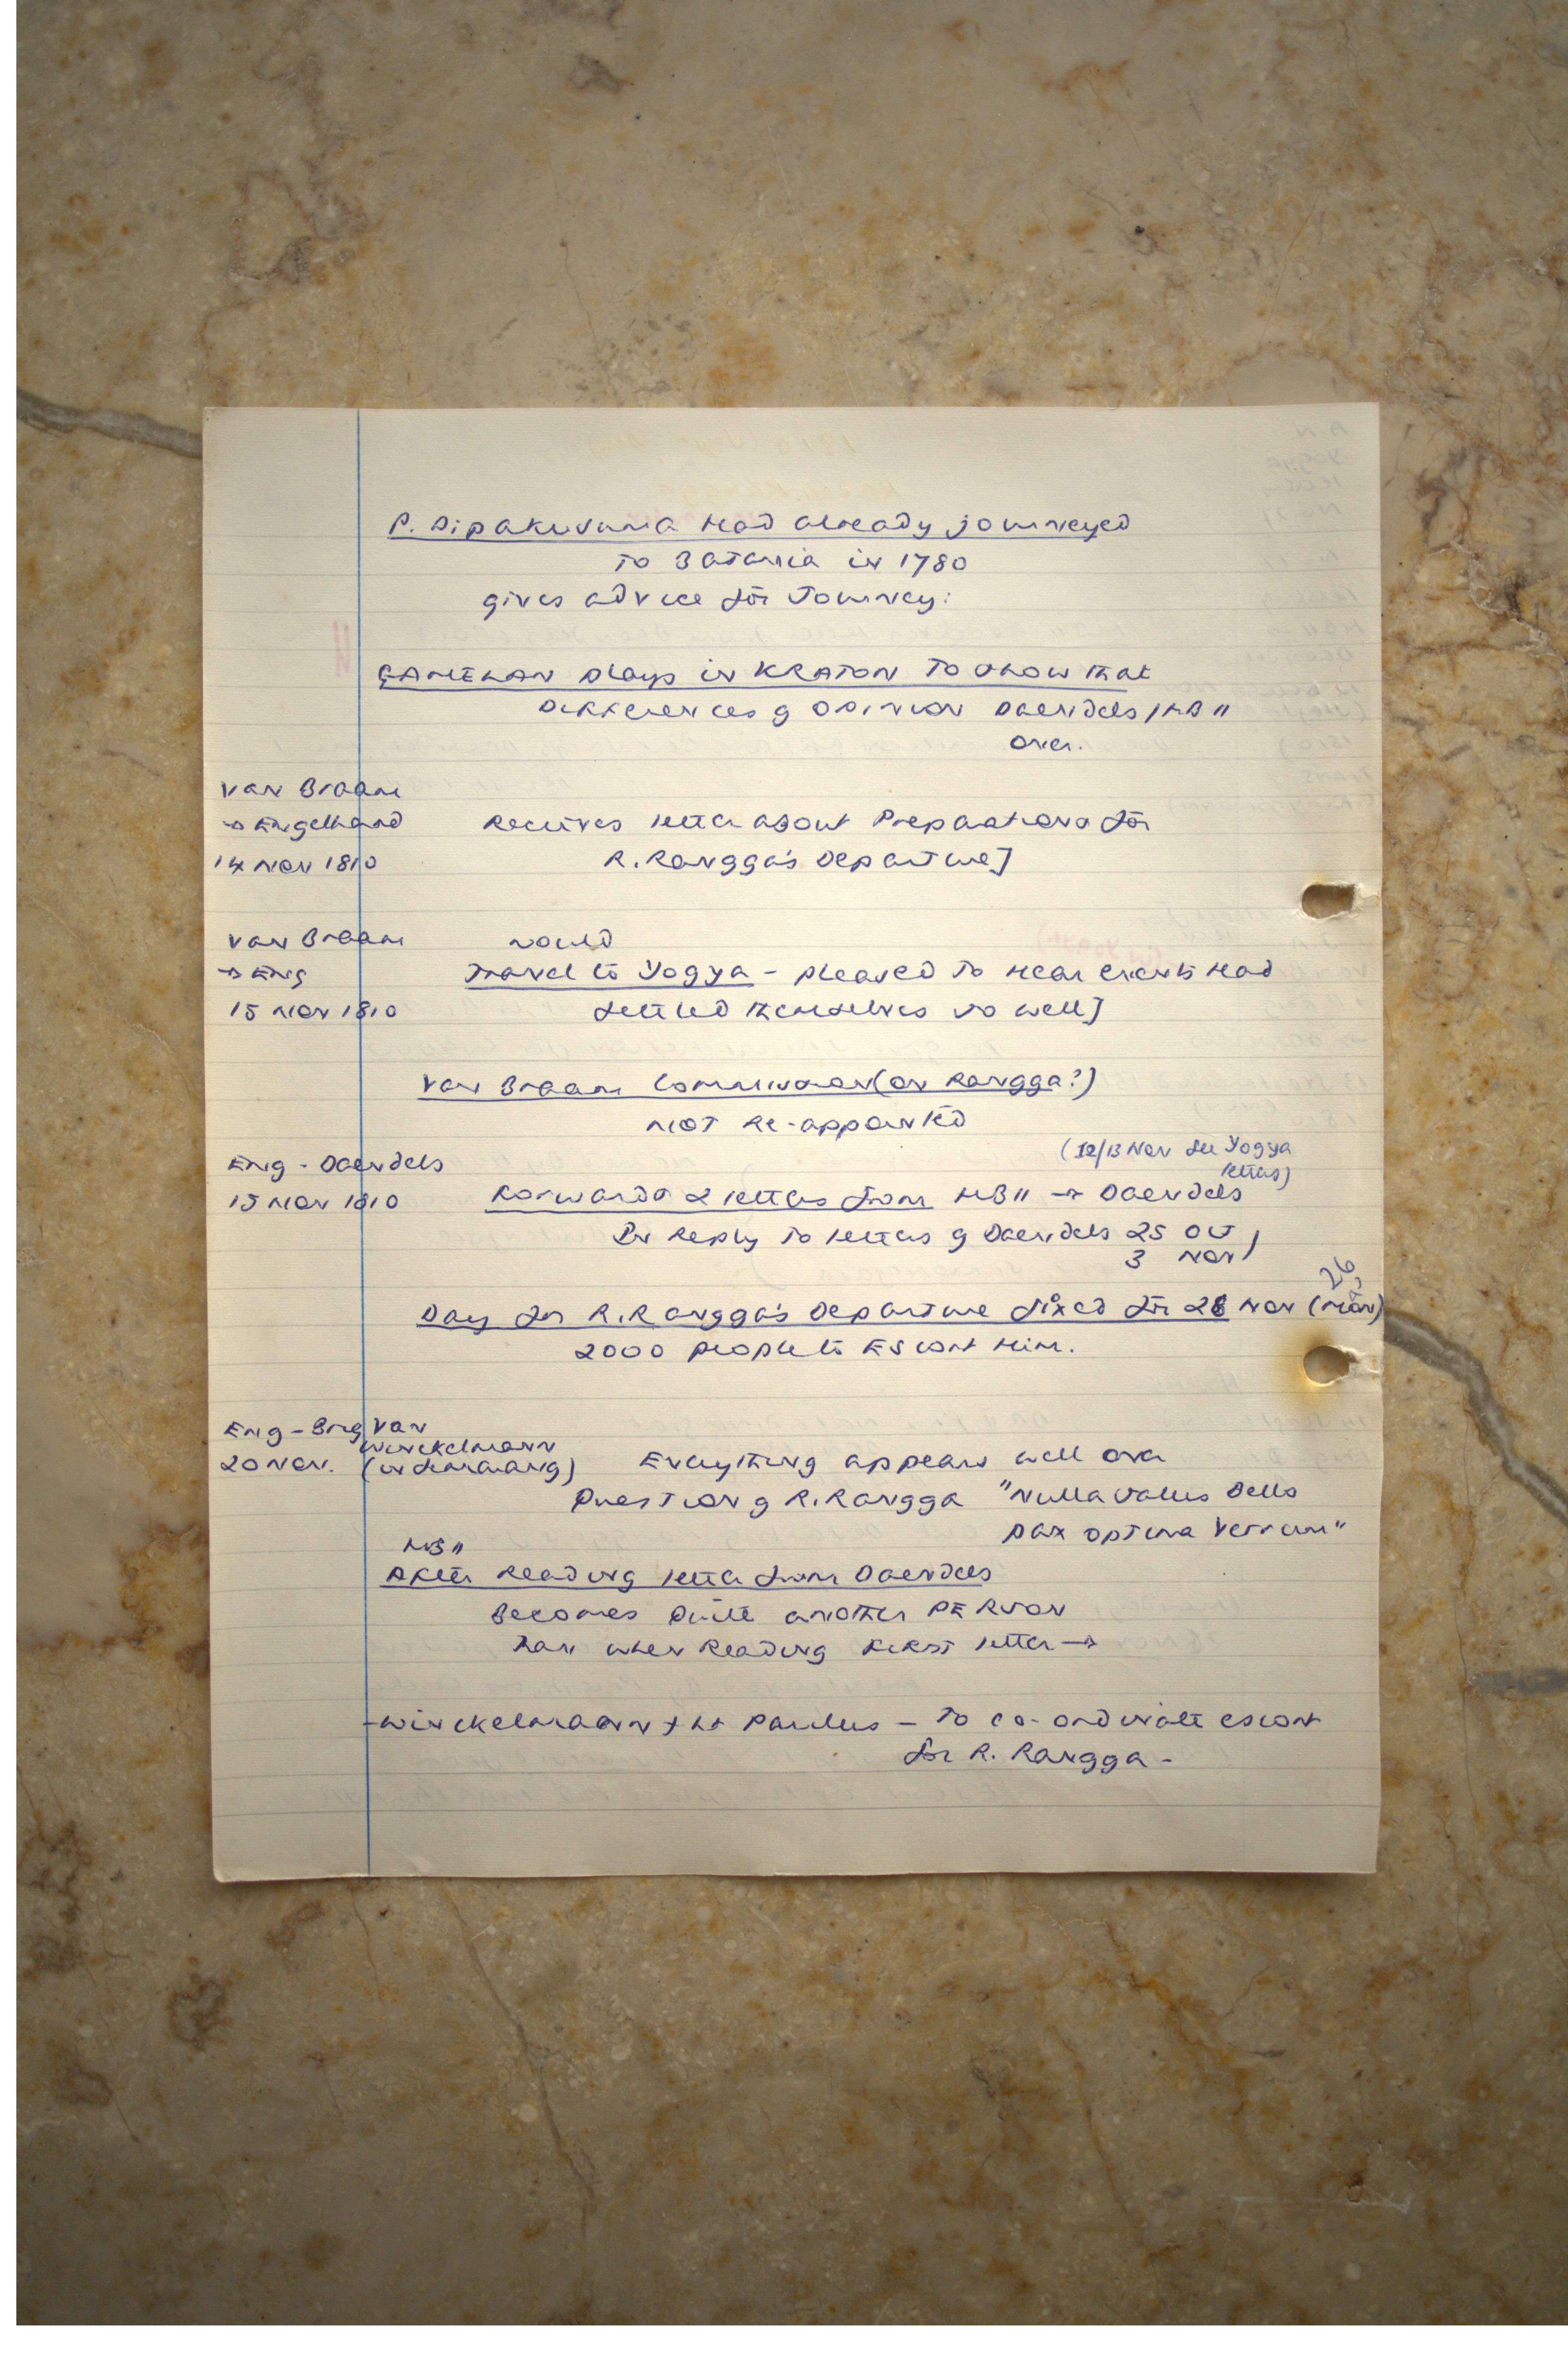 P. Dipakusuma had already journeyed
to Batavia in 1780
gives advice for Journey:
GAMELAN plays in KRATON to show that
Differences of opinion Daendels / HB II
over.
Van Braam
→ Engelhard
14 Nov 1810
Receives letter about Preparations for
R. Rangga's Departure]
Van Braam
→ Eng
15 Nov 1810
would
Travel to Yogya - pleased to hear events had
settled themselves so well]
Van Braam Commission (on Rangga?)
not Re-appointed
Eng - Daendels
15 Nov 1810
(12/13 Nov see Yogya
letters)
Forwards 2 letters from HB II → Daendels
In Reply to letters of Daendels 25 Oct
3 Nov)
26
Day for R. Rangga's Departure fixed for 26 Nov (Mon)
2000 people to Escort him.
Eng - Brig Van
Winckelmann
20 Nov. (in Semarang)
Everything appears well over
Question of R. Rangga "Nulla Salus Bello
Pax optima rerum"
HB II
After Reading letter from Daendels
Becomes Quite another PERSON
than when Reading FIRST letter →
- Winckelmann + Lt Paulus - To co-ordinate escort
for R. Rangga -